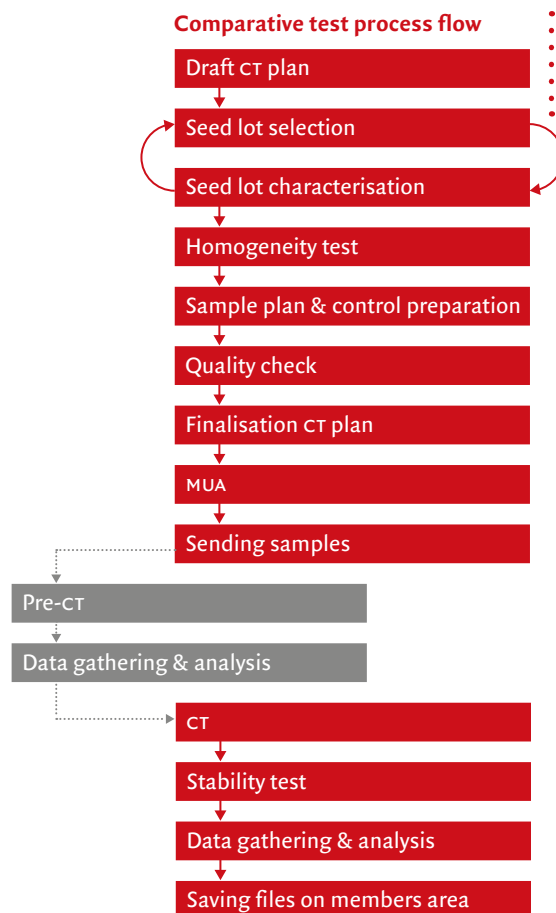 Comparative test process flow
Draft CT plan
Seed lot selection
Seed lot characterisation
Homogeneity test
Sample plan & control preparation
Quality check
Finalisation CT plan
MUA
Sending samples
Pre-CT
Data gathering & analysis
CT
Stability test
Data gathering & analysis
Saving files on members area